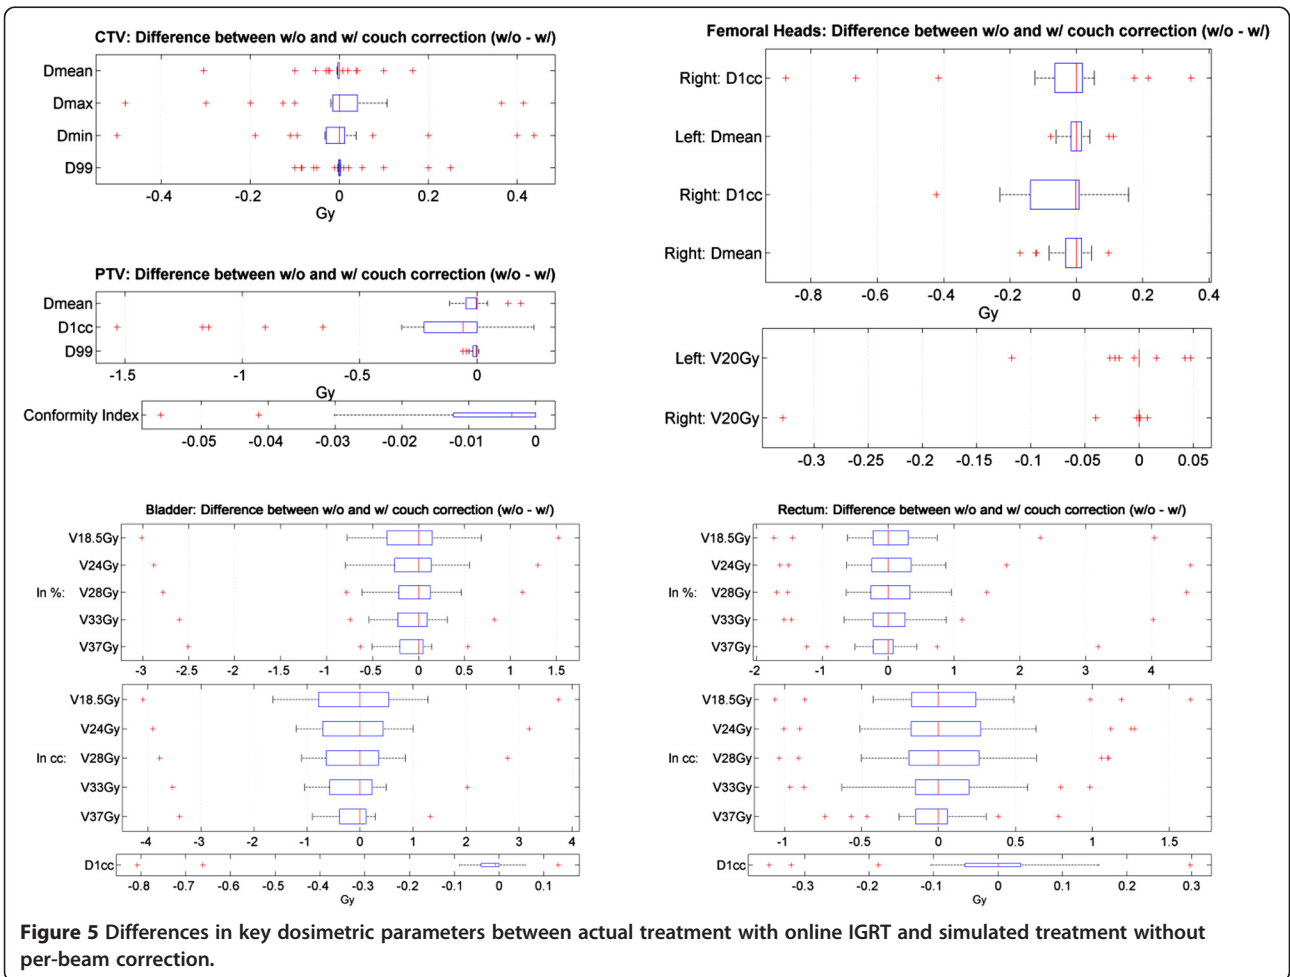 CTV: Difference between w/o and w/ couch correction (w/o - w/)
Dmean
Dmax
Dmin
D99
-0.4 -0.2 0 0.2 0.4
Gy
PTV: Difference between w/o and w/ couch correction (w/o - w/)
Dmean
D1cc
D99
-1.5 -1 -0.5 0
Gy
Conformity Index
-0.05 -0.04 -0.03 -0.02 -0.01 0
Femoral Heads: Difference between w/o and w/ couch correction (w/o - w/)
Right: D1cc
Left: Dmean
Right: D1cc
Right: Dmean
-0.8 -0.6 -0.4 -0.2 0 0.2 0.4
Gy
Left: V20Gy
Right: V20Gy
-0.3 -0.25 -0.2 -0.15 -0.1 -0.05 0 0.05
Bladder: Difference between w/o and w/ couch correction (w/o - w/)
V18.5Gy
V24Gy
In %: V28Gy
V33Gy
V37Gy
-3 -2.5 -2 -1.5 -1 -0.5 0 0.5 1 1.5
V18.5Gy
V24Gy
In cc: V28Gy
V33Gy
V37Gy
-4 -3 -2 -1 0 1 2 3 4
D1cc
-0.8 -0.7 -0.6 -0.5 -0.4 -0.3 -0.2 -0.1 0 0.1
Gy
Rectum: Difference between w/o and w/ couch correction (w/o - w/)
V18.5Gy
V24Gy
In %: V28Gy
V33Gy
V37Gy
-2 -1 0 1 2 3 4
V18.5Gy
V24Gy
In cc: V28Gy
V33Gy
V37Gy
-1 -0.5 0 0.5 1 1.5
D1cc
-0.3 -0.2 -0.1 0 0.1 0.2 0.3
Gy
Figure 5 Differences in key dosimetric parameters between actual treatment with online IGRT and simulated treatment without
per-beam correction.